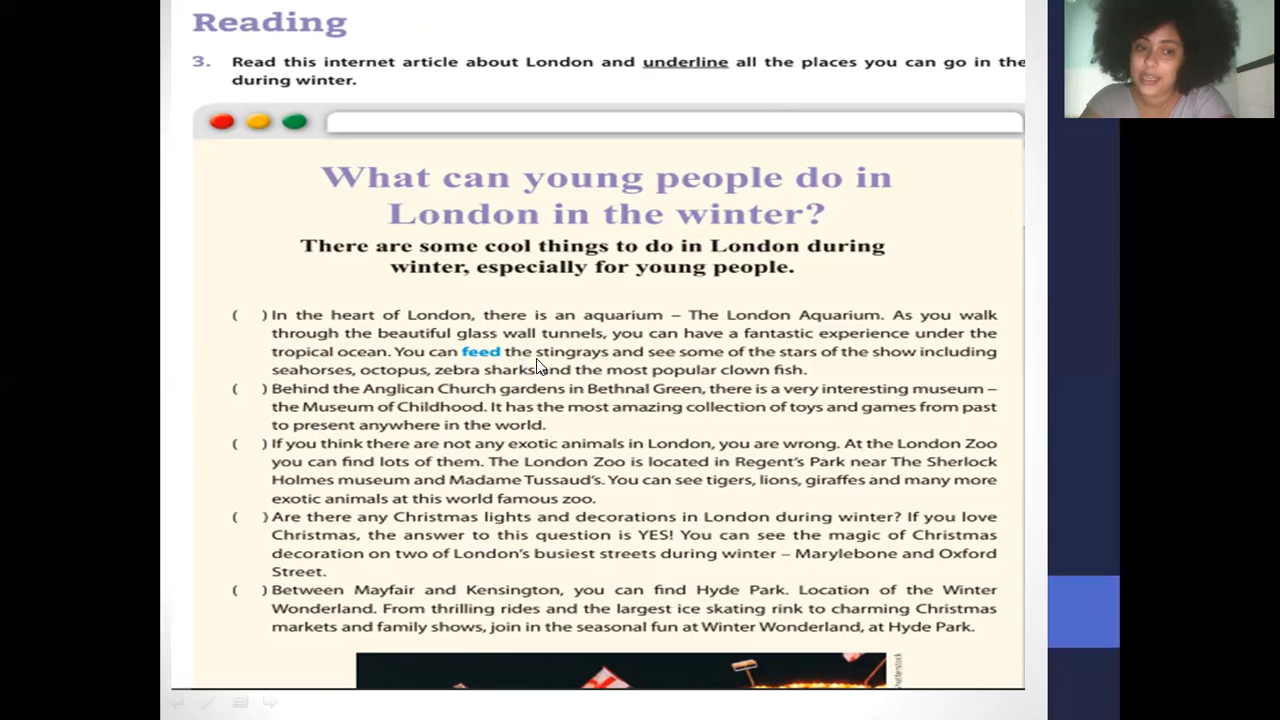 Reading
3. Read this internet article about London and underline all the places you can go in the
during winter.
What can young people do in
London in the winter?
There are some cool things to do in London during
winter, especially for young people.
( ) In the heart of London, there is an aquarium – The London Aquarium. As you walk
through the beautiful glass wall tunnels, you can have a fantastic experience under the
tropical ocean. You can feed the stingrays and see some of the stars of the show including
seahorses, octopus, zebra sharks and the most popular clown fish.
( ) Behind the Anglican Church gardens in Bethnal Green, there is a very interesting museum –
the Museum of Childhood. It has the most amazing collection of toys and games from past
to present anywhere in the world.
( ) If you think there are not any exotic animals in London, you are wrong. At the London Zoo
you can find lots of them. The London Zoo is located in Regent's Park near The Sherlock
Holmes museum and Madame Tussaud's. You can see tigers, lions, giraffes and many more
exotic animals at this world famous zoo.
( ) Are there any Christmas lights and decorations in London during winter? If you love
Christmas, the answer to this question is YES! You can see the magic of Christmas
decoration on two of London's busiest streets during winter – Marylebone and Oxford
Street.
( ) Between Mayfair and Kensington, you can find Hyde Park. Location of the Winter
Wonderland. From thrilling rides and the largest ice skating rink to charming Christmas
markets and family shows, join in the seasonal fun at Winter Wonderland, at Hyde Park.